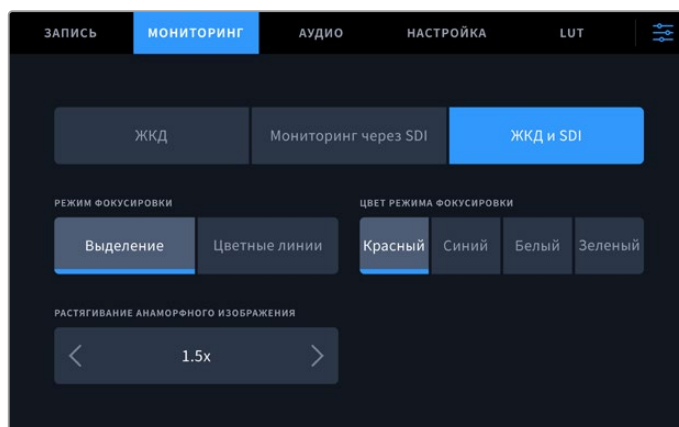 ЗАПИСЬ МОНИТОРИНГ АУДИО НАСТРОЙКА LUT
ЖКД Мониторинг через SDI ЖКД и SDI
РЕЖИМ ФОКУСИРОВКИ ЦВЕТ РЕЖИМА ФОКУСИРОВКИ
Выделение Цветные линии Красный Синий Белый Зеленый
РАСТЯГИВАНИЕ АНАМОРФНОГО ИЗОБРАЖЕНИЯ
1.5x